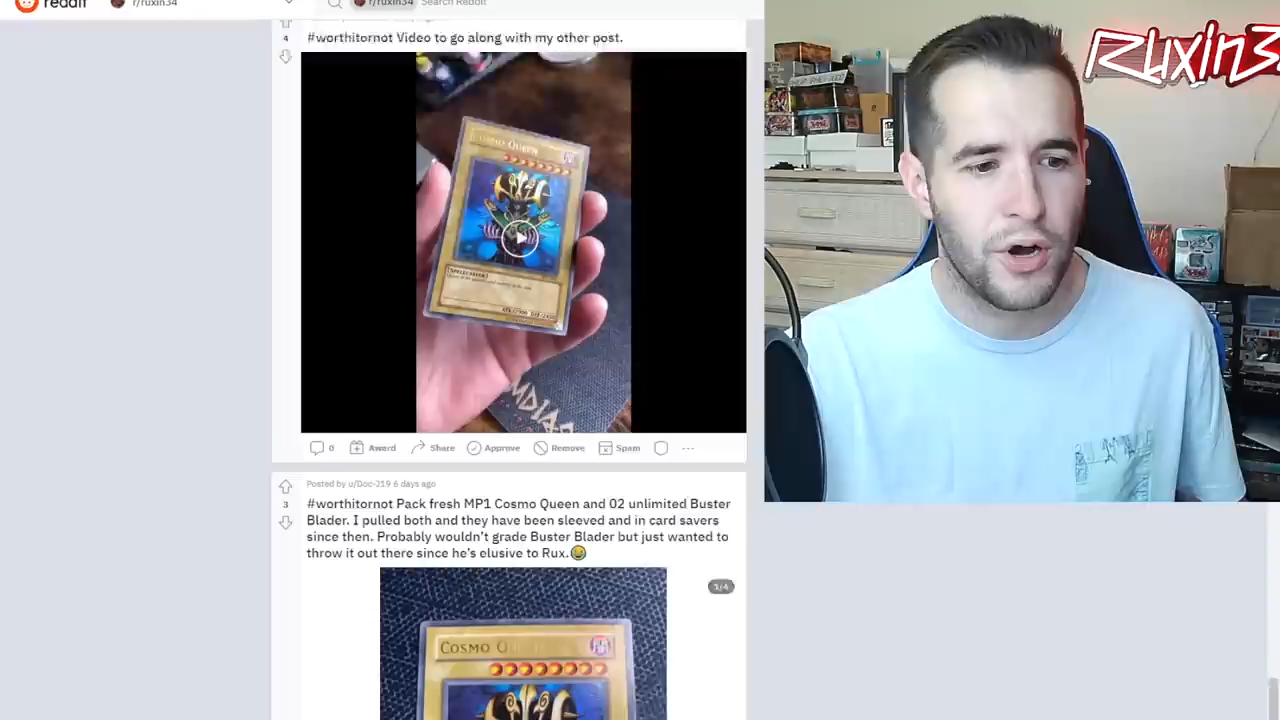 reddit
r/ruxin34
r/ruxin34 Search Reddit
Ruxin3
4
#worthitornot Video to go along with my other post.
COSMO QUEEN
0 Award Share Approve Remove Spam
Posted by u/Doc-J19 6 days ago
3
#worthitornot Pack fresh MP1 Cosmo Queen and 02 unlimited Buster
Blader. I pulled both and they have been sleeved and in card savers
since then. Probably wouldn't grade Buster Blader but just wanted to
throw it out there since he's elusive to Rux.😂
1/4
COSMO